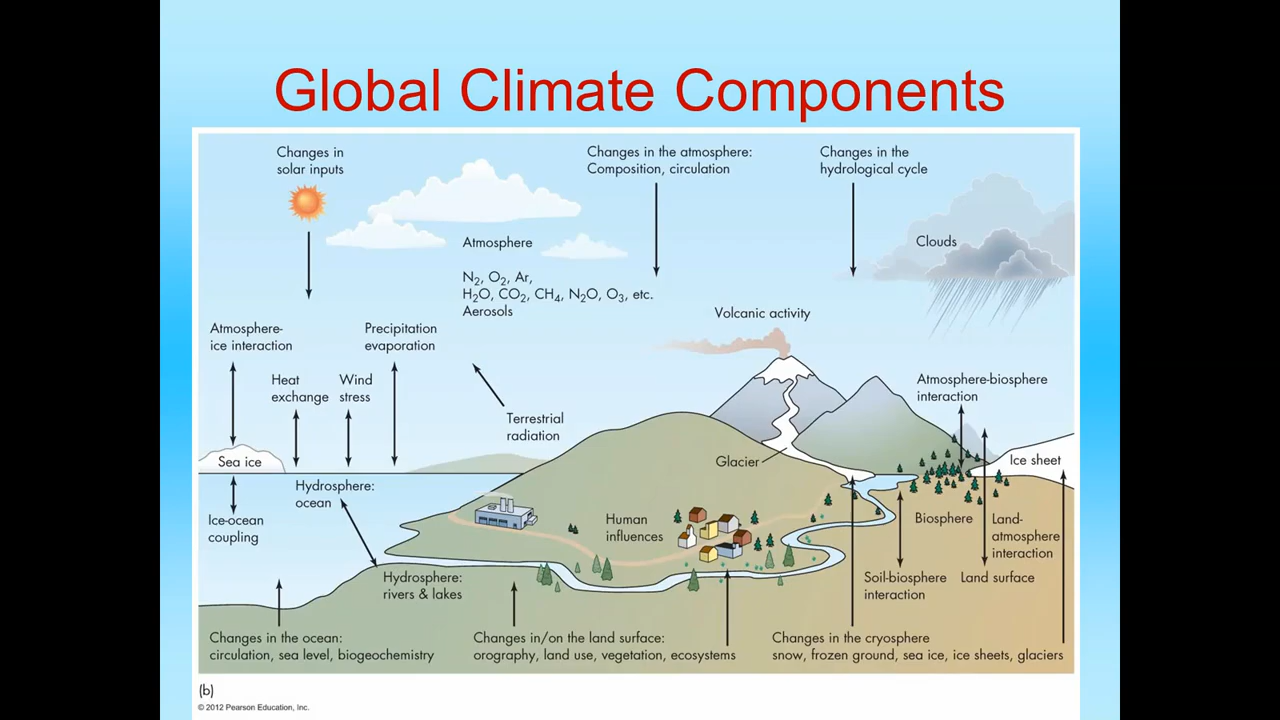 Global Climate Components
Changes in
solar inputs
Changes in the atmosphere:
Composition, circulation
Changes in the
hydrological cycle
Atmosphere
N₂, O₂, Ar,
H₂O, CO₂, CH₄, N₂O, O₃, etc.
Aerosols
Clouds
Volcanic activity
Atmosphere-
ice interaction
Precipitation
evaporation
Heat
exchange
Wind
stress
Terrestrial
radiation
Atmosphere-biosphere
interaction
Sea ice
Glacier
Ice sheet
Hydrosphere:
ocean
Ice-ocean
coupling
Human
influences
Biosphere
Land-
atmosphere
interaction
Hydrosphere:
rivers & lakes
Soil-biosphere
interaction
Land surface
Changes in the ocean:
circulation, sea level, biogeochemistry
Changes in/on the land surface:
orography, land use, vegetation, ecosystems
Changes in the cryosphere
snow, frozen ground, sea ice, ice sheets, glaciers
(b)
© 2012 Pearson Education, Inc.